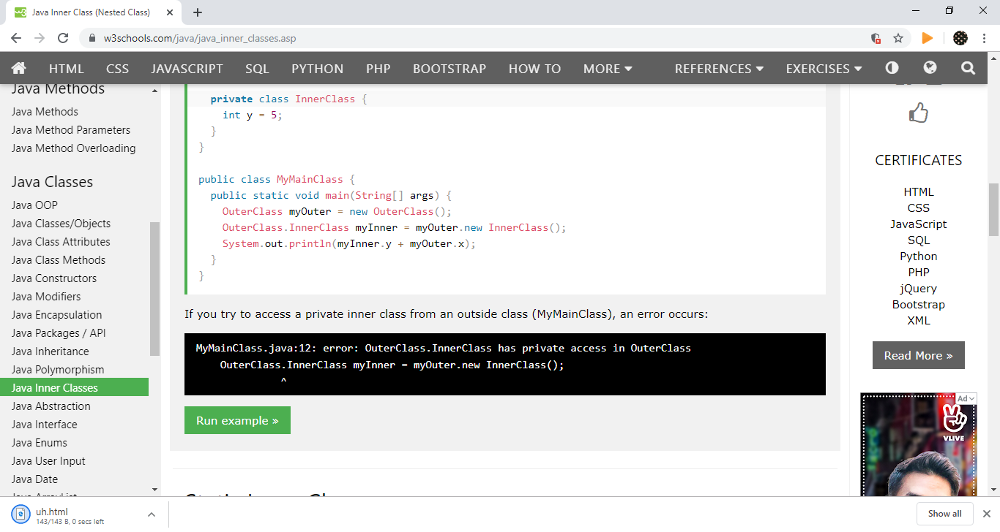 Java Inner Class (Nested Class)
w3schools.com/java/java_inner_classes.asp
HTML CSS JAVASCRIPT SQL PYTHON PHP BOOTSTRAP HOW TO MORE REFERENCES EXERCISES
Java Methods
Java Methods
Java Method Parameters
Java Method Overloading
Java Classes
Java OOP
Java Classes/Objects
Java Class Attributes
Java Class Methods
Java Constructors
Java Modifiers
Java Encapsulation
Java Packages / API
Java Inheritance
Java Polymorphism
Java Inner Classes
Java Abstraction
Java Interface
Java Enums
Java User Input
Java Date
Java ArrayList
private class InnerClass {
int y = 5;
}
}
public class MyMainClass {
public static void main(String[] args) {
OuterClass myOuter = new OuterClass();
OuterClass.InnerClass myInner = myOuter.new InnerClass();
System.out.println(myInner.y + myOuter.x);
}
}
If you try to access a private inner class from an outside class (MyMainClass), an error occurs:
MyMainClass.java:12: error: OuterClass.InnerClass has private access in OuterClass
OuterClass.InnerClass myInner = myOuter.new InnerClass();
^
Run example »
CERTIFICATES
HTML
CSS
JavaScript
SQL
Python
PHP
jQuery
Bootstrap
XML
Read More »
Ad
VLIVE
uh.html
143/143 B, 0 secs left
Show all